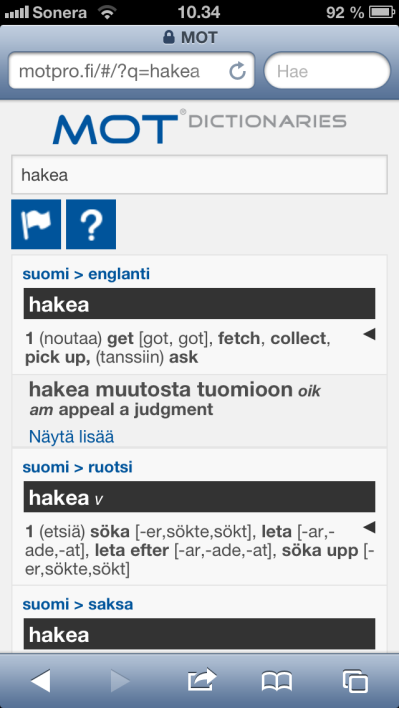 Sonera 10.34 92 %
MOT
motpro.fi/#/?q=hakea Hae
MOT® DICTIONARIES
hakea
?
suomi > englanti
hakea
1 (noutaa) get [got, got], fetch, collect,
pick up, (tanssiin) ask
hakea muutosta tuomioon oik
am appeal a judgment
Näytä lisää
suomi > ruotsi
hakea v
1 (etsiä) söka [-er,sökte,sökt], leta [-ar,-
ade,-at], leta efter [-ar,-ade,-at], söka upp [-
er,sökte,sökt]
suomi > saksa
hakea